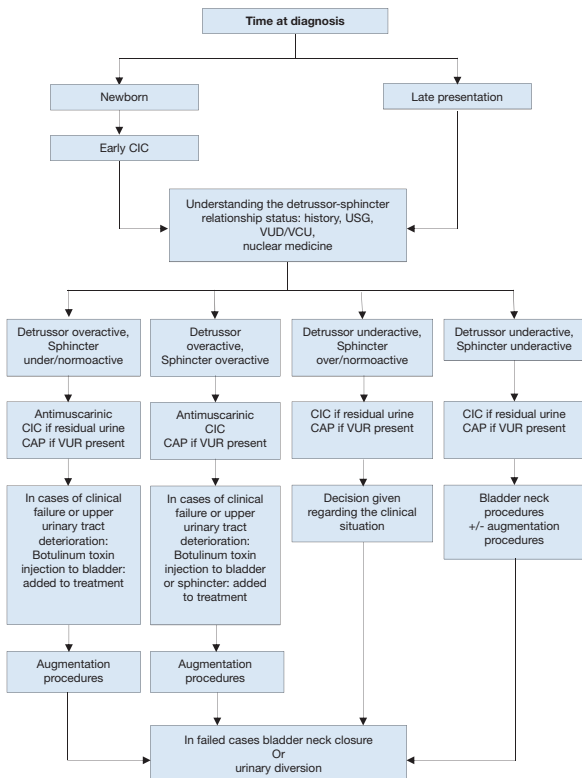 Time at diagnosis
Newborn
Late presentation
Early CIC
Understanding the detrussor-sphincter
relationship status: history, USG,
VUD/VCU,
nuclear medicine
Detrussor overactive,
Sphincter
under/normoactive
Detrussor
overactive,
Sphincter overactive
Detrussor underactive,
Sphincter
over/normoactive
Detrussor underactive,
Sphincter underactive
Antimuscarinic
CIC if residual urine
CAP if VUR present
Antimuscarinic
CIC
CAP if VUR present
CIC if residual urine
CAP if VUR present
CIC if residual urine
CAP if VUR present
In cases of clinical
failure or upper
urinary tract
deterioration:
Botulinum toxin
injection to bladder:
added to treatment
In cases of clinical
failure or upper
urinary tract
deterioration:
Botulinum toxin
injection to bladder
or sphincter: added
to treatment
Decision given
regarding the clinical
situation
Bladder neck
procedures
+/- augmentation
procedures
Augmentation
procedures
Augmentation
procedures
In failed cases bladder neck closure
Or
urinary diversion